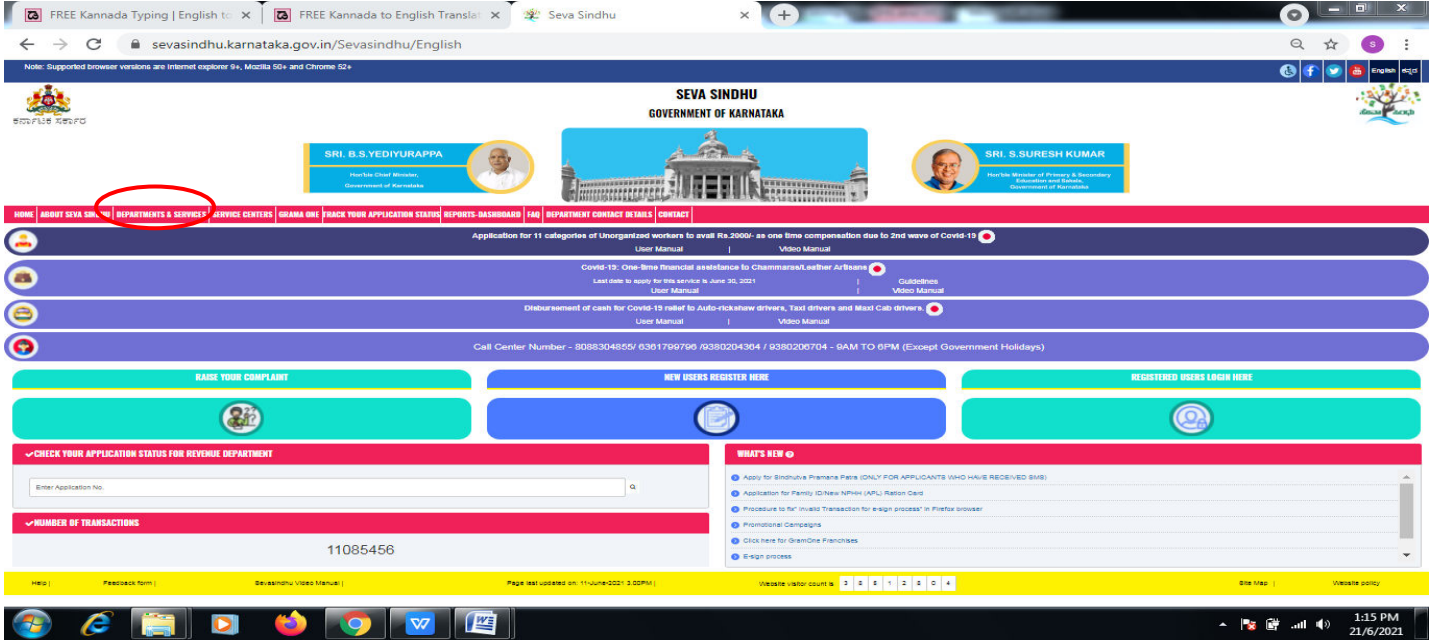 FREE Kannada Typing | English to
FREE Kannada to English Translat
Seva Sindhu
sevasindhu.karnataka.gov.in/Sevasindhu/English
S
Note: Supported browser versions are Internet explorer 9+, Mozilla 50+ and Chrome 52+
English ಕನ್ನಡ
ಕರ್ನಾಟಕ ಸರ್ಕಾರ
SEVA SINDHU
GOVERNMENT OF KARNATAKA
SRI. B.S.YEDIYURAPPA
Hon'ble Chief Minister,
Government of Karnataka
SRI. S.SURESH KUMAR
Hon'ble Minister of Primary & Secondary
Education and Sakala,
Government of Karnataka
HOME ABOUT SEVA SINDHU DEPARTMENTS & SERVICES SERVICE CENTERS GRAMA ONE TRACK YOUR APPLICATION STATUS REPORTS-DASHBOARD FAQ DEPARTMENT CONTACT DETAILS CONTACT
Application for 11 categories of Unorganized workers to avail Rs.2000/- as one time compensation due to 2nd wave of Covid-19
User Manual | Video Manual
Covid-19: One-time financial assistance to Chammaras/Leather Artisans
Last date to apply for this service is June 30, 2021 | Guidelines
User Manual | Video Manual
Disbursement of cash for Covid-19 relief to Auto-rickshaw drivers, Taxi drivers and Maxi Cab drivers.
User Manual | Video Manual
Call Center Number - 8088304855/ 6361799796 /9380204364 / 9380206704 - 9AM TO 6PM (Except Government Holidays)
RAISE YOUR COMPLAINT
NEW USERS REGISTER HERE
REGISTERED USERS LOGIN HERE
CHECK YOUR APPLICATION STATUS FOR REVENUE DEPARTMENT
Enter Application No.
NUMBER OF TRANSACTIONS
11085456
WHAT'S NEW
Apply for Sindhutva Pramana Patra (ONLY FOR APPLICANTS WHO HAVE RECEIVED SMS)
Application for Family ID/New NPHH (APL) Ration Card
Procedure to fix" Invalid Transaction for e-sign process" in Firefox browser
Promotional Campaigns
Click here for GramOne Franchises
E-sign process
Help | Feedback form | Sevasindhu Video Manual | Page last updated on: 11-June-2021 3.00PM | Website visitor count is Site Map | Website policy
1:15 PM
21/6/2021